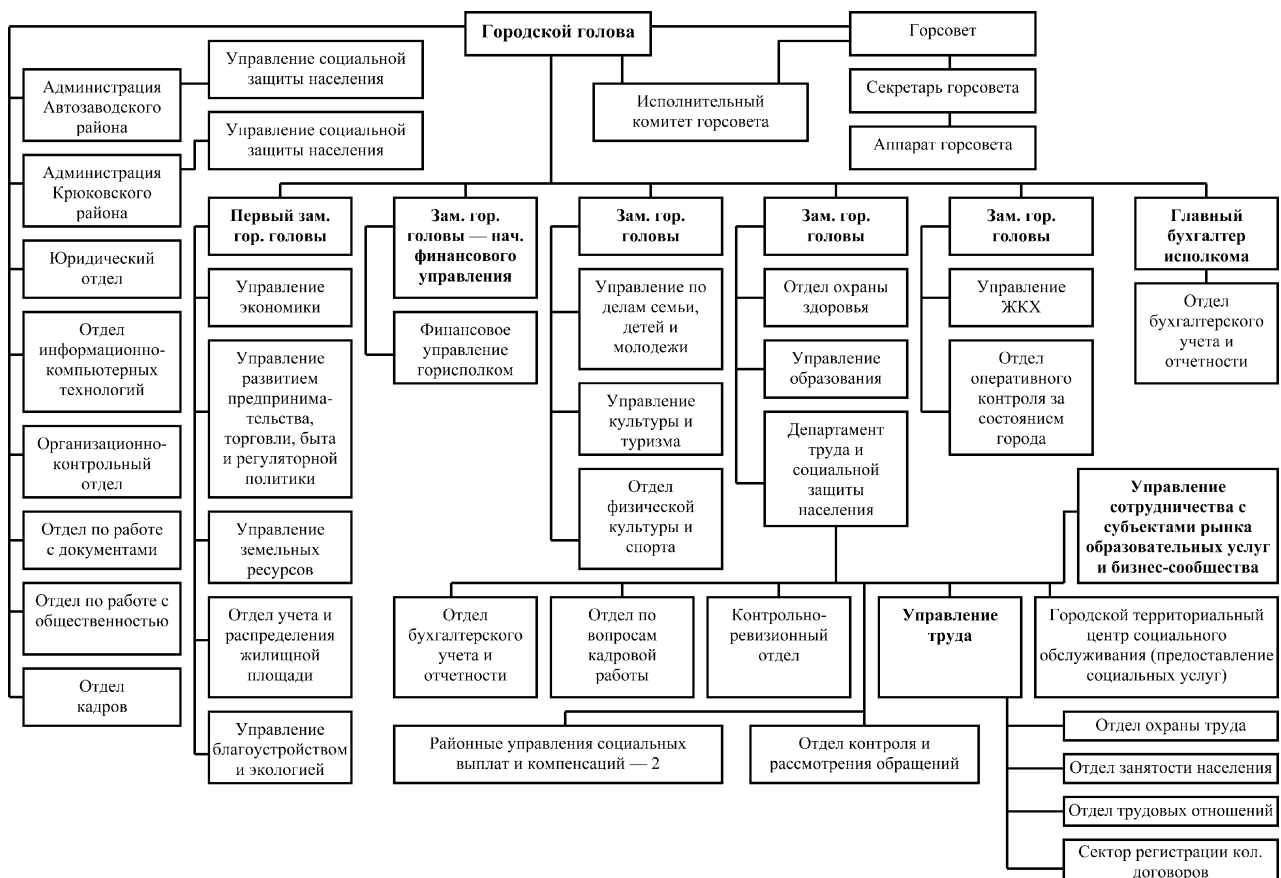 Городской голова
Горсовет
Управление социальной
защиты населения
Администрация
Автозаводского
района
Секретарь горсовета
Исполнительный
комитет горсовета
Управление социальной
защиты населения
Аппарат горсовета
Администрация
Крюковского
района
Первый зам.
гор. головы
Зам. гор.
головы — нач.
финансового
управления
Зам. гор.
головы
Зам. гор.
головы
Зам. гор.
головы
Главный
бухгалтер
исполкома
Юридический
отдел
Отдел
информационно-
компьютерных
технологий
Организационно-
контрольный
отдел
Отдел по работе
с документами
Отдел по работе с
общественностью
Отдел
кадров
Управление
экономики
Управление
развитием
предпринима-
тельства,
торговли, быта
и регуляторной
политики
Управление
земельных
ресурсов
Отдел учета и
распределения
жилищной
площади
Управление
благоустройством
и экологией
Финансовое
управление
горисполком
Управление по
делам семьи,
детей и
молодежи
Управление
культуры и
туризма
Отдел
физической
культуры и
спорта
Отдел охраны
здоровья
Управление
образования
Департамент
труда и
социальной
защиты
населения
Управление
ЖКХ
Отдел
оперативного
контроля за
состоянием
города
Отдел
бухгалтерского
учета и
отчетности
Управление
сотрудничества с
субъектами рынка
образовательных услуг
и бизнес-сообщества
Отдел
бухгалтерского
учета и
отчетности
Отдел по
вопросам
кадровой
работы
Контрольно-
ревизионный
отдел
Управление
труда
Городской территориальный
центр социального
обслуживания (предоставление
социальных услуг)
Районные управления социальных
выплат и компенсаций — 2
Отдел контроля и
рассмотрения обращений
Отдел охраны труда
Отдел занятости населения
Отдел трудовых отношений
Сектор регистрации кол.
договоров